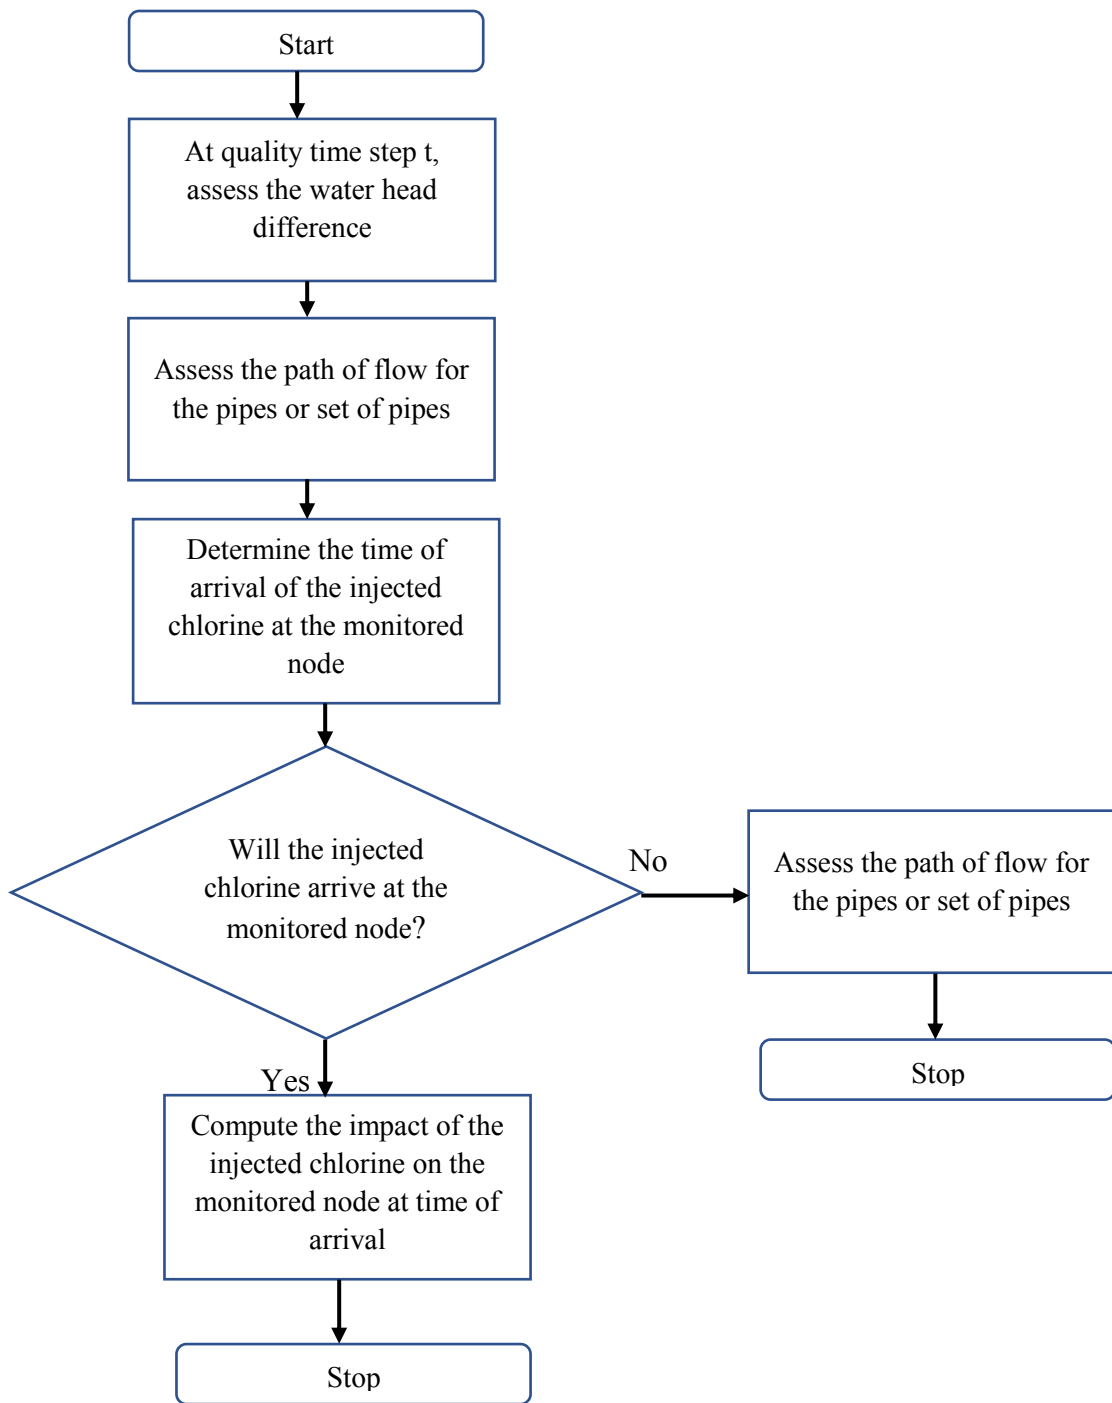 Start
At quality time step t,
assess the water head
difference
Assess the path of flow for
the pipes or set of pipes
Determine the time of
arrival of the injected
chlorine at the monitored
node
Will the injected
chlorine arrive at the
monitored node?
No
Assess the path of flow for
the pipes or set of pipes
Stop
Yes
Compute the impact of the
injected chlorine on the
monitored node at time of
arrival
Stop